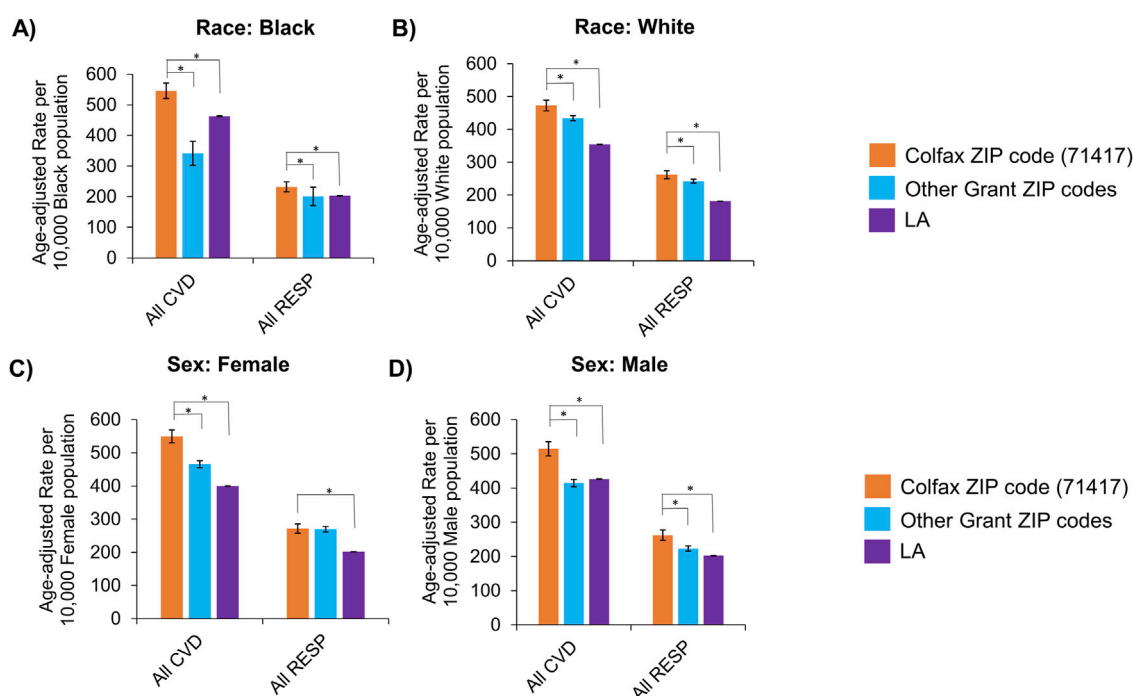 A)
Race: Black
Age-adjusted Rate per
10,000 Black population
600
500
400
300
200
100
0
*
*
*
*
All CVD
All RESP
B)
Race: White
Age-adjusted Rate per
10,000 White population
600
500
400
300
200
100
0
*
*
*
*
All CVD
All RESP
Colfax ZIP code (71417)
Other Grant ZIP codes
LA
C)
Sex: Female
Age-adjusted Rate per
10,000 Female population
600
500
400
300
200
100
0
*
*
*
All CVD
All RESP
D)
Sex: Male
Age-adjusted Rate per
10,000 Male population
600
500
400
300
200
100
0
*
*
*
*
All CVD
All RESP
Colfax ZIP code (71417)
Other Grant ZIP codes
LA